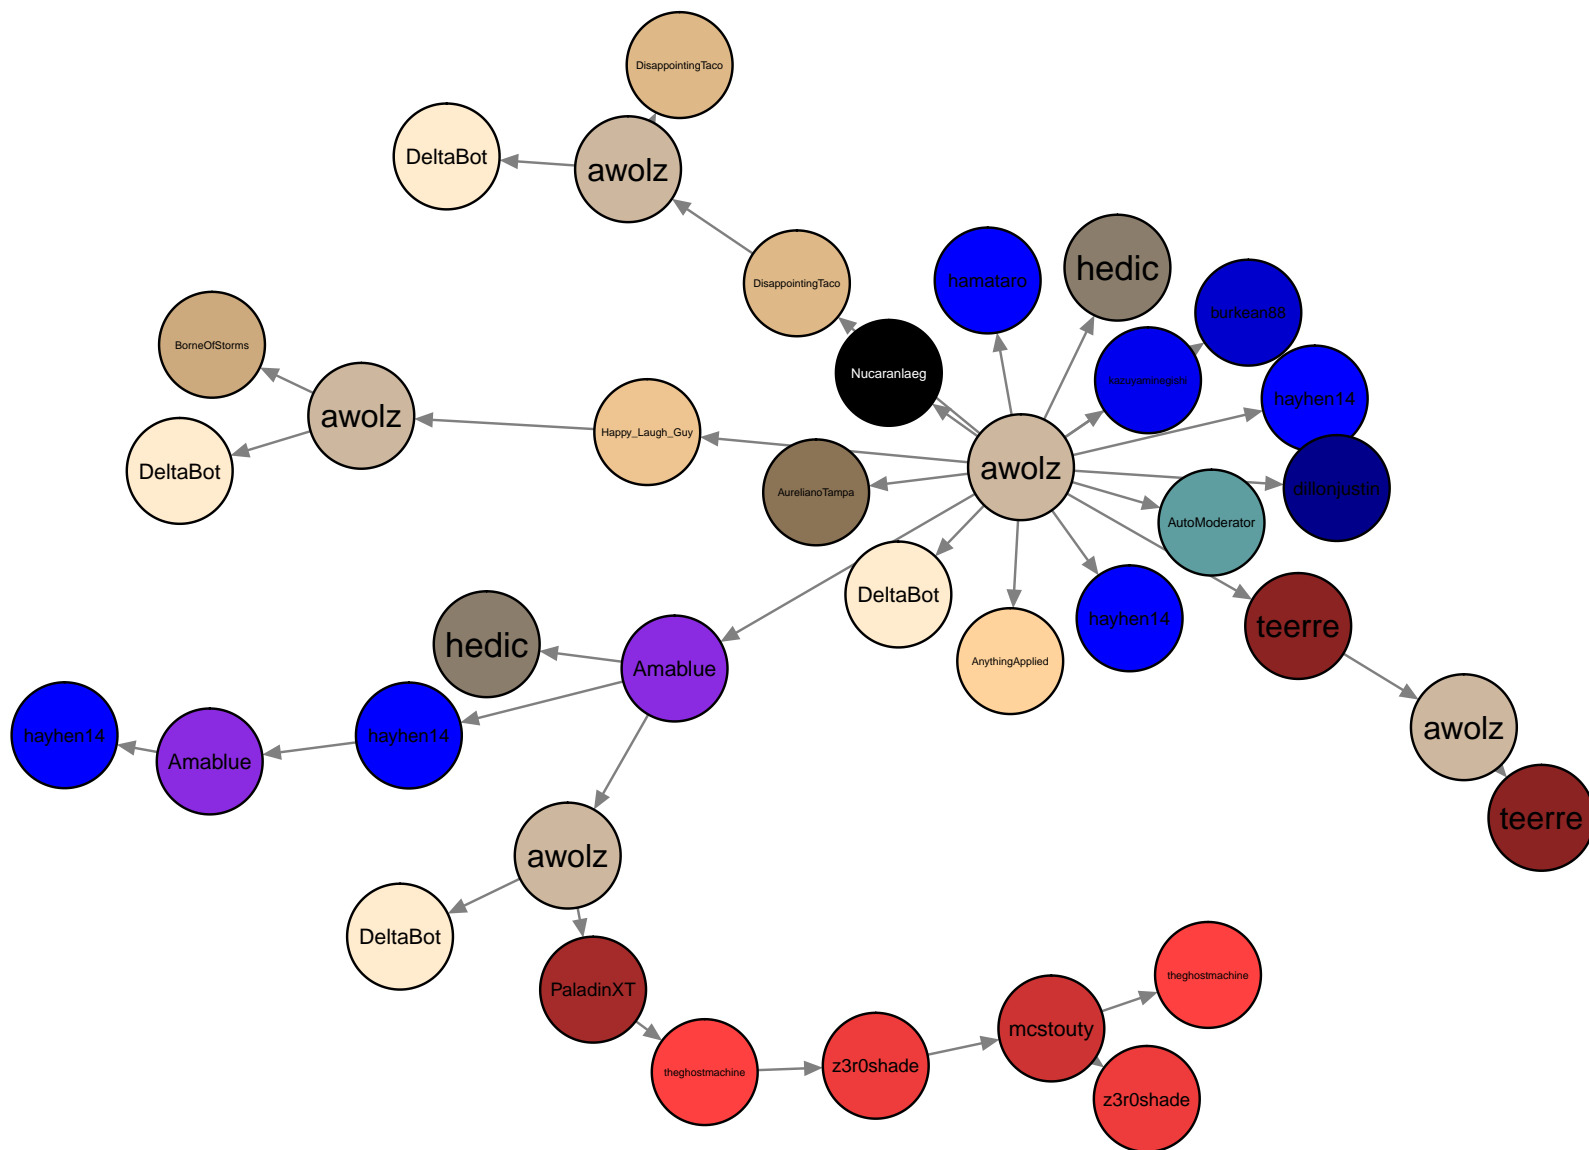 DisappointingTaco
DeltaBot
awolz
DisappointingTaco
hamataro
hedic
burkean88
BorneOfStorms
Nucaranlaeg
kazuyaminegishi
hayhen14
awolz
Happy_Laugh_Guy
awolz
DeltaBot
AurelianoTampa
dillonjustin
AutoModerator
DeltaBot
hayhen14
teerre
hedic
Amablue
AnythingApplied
hayhen14
Amablue
hayhen14
awolz
teerre
awolz
DeltaBot
PaladinXT
theghostmachine
theghostmachine
z3r0shade
mcstouty
z3r0shade